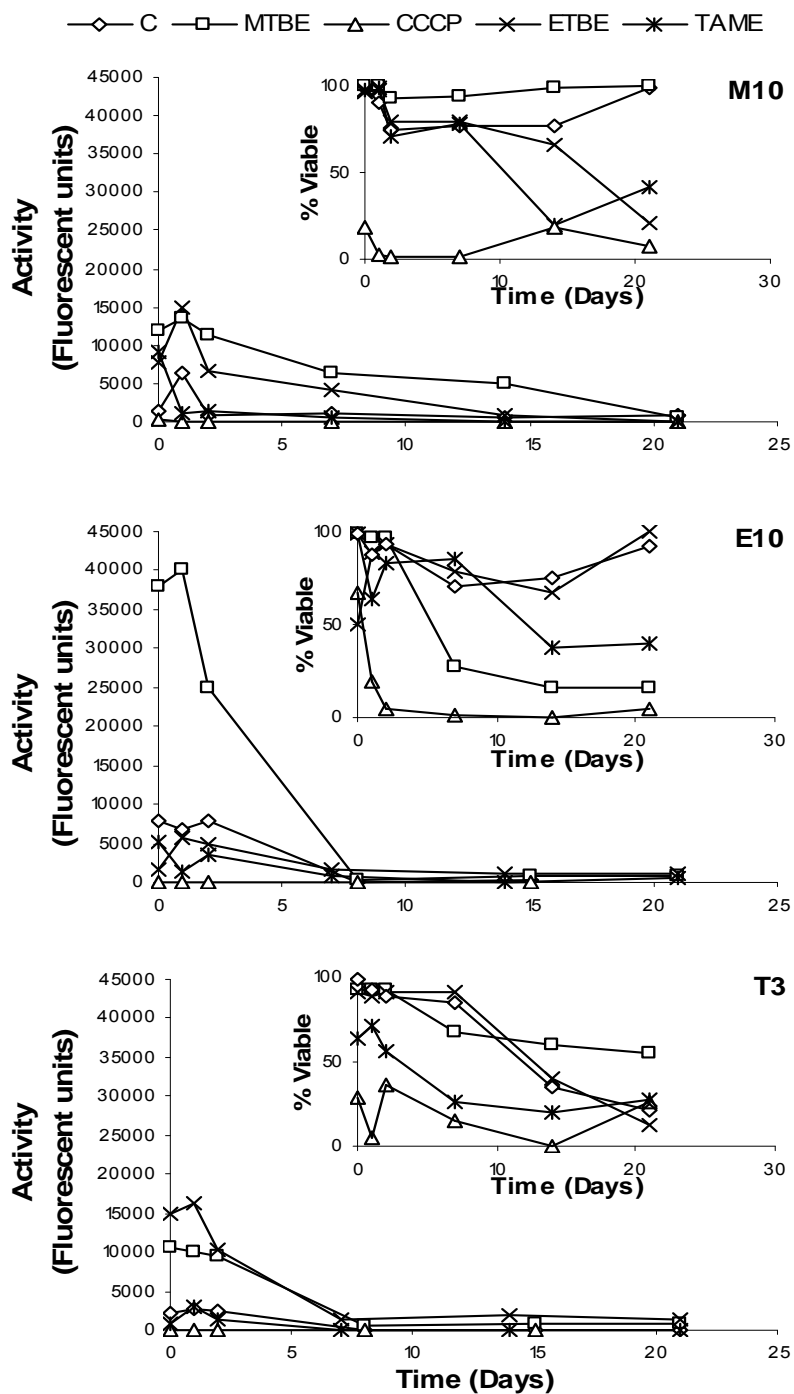 C MTBE CCCP ETBE TAME
M10
Activity
(Fluorescent units)
45000
40000
35000
30000
25000
20000
15000
10000
5000
0
0 5 10 15 20 25
% Viable
100
50
0
0 10 20 30
Time (Days)
E10
Activity
(Fluorescent units)
45000
40000
35000
30000
25000
20000
15000
10000
5000
0
0 5 10 15 20 25
% Viable
100
50
0
0 10 20 30
Time (Days)
T3
Activity
(Fluorescent units)
45000
40000
35000
30000
25000
20000
15000
10000
5000
0
0 5 10 15 20 25
% Viable
100
50
0
0 10 20 30
Time (Days)
Time (Days)